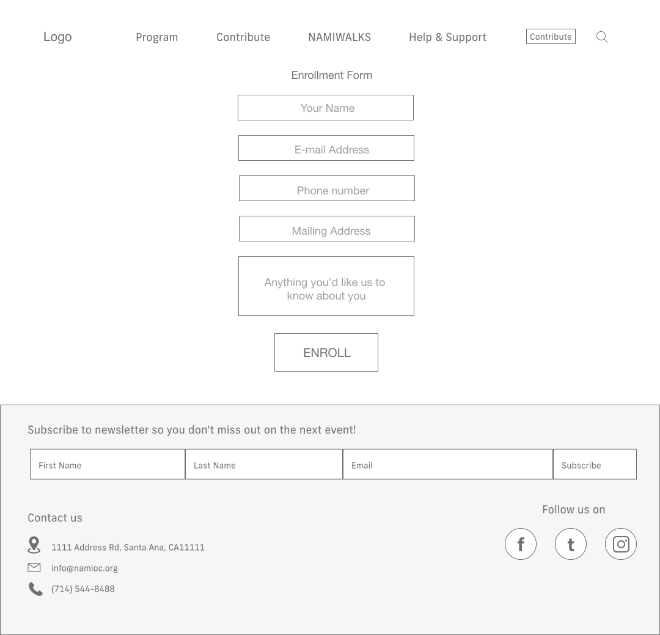 Logo
Program
Contribute
NAMIWALKS
Help & Support
Contribute
Enrollment Form
Your Name
E-mail Address
Phone number
Mailing Address
Anything you'd like us to
know about you
ENROLL
Subscribe to newsletter so you don't miss out on the next event!
First Name
Last Name
Email
Subscribe
Contact us
1111 Address Rd, Santa Ana, CA11111
info@namioc.org
(714) 544-8488
Follow us on
f
t